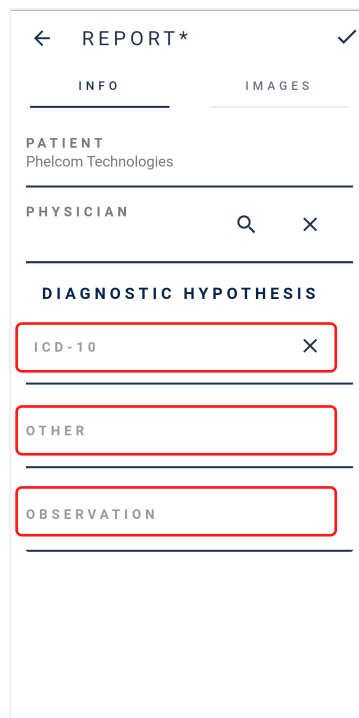 REPORT*
INFO IMAGES
PATIENT
Phelcom Technologies
PHYSICIAN
DIAGNOSTIC HYPOTHESIS
ICD-10
OTHER
OBSERVATION